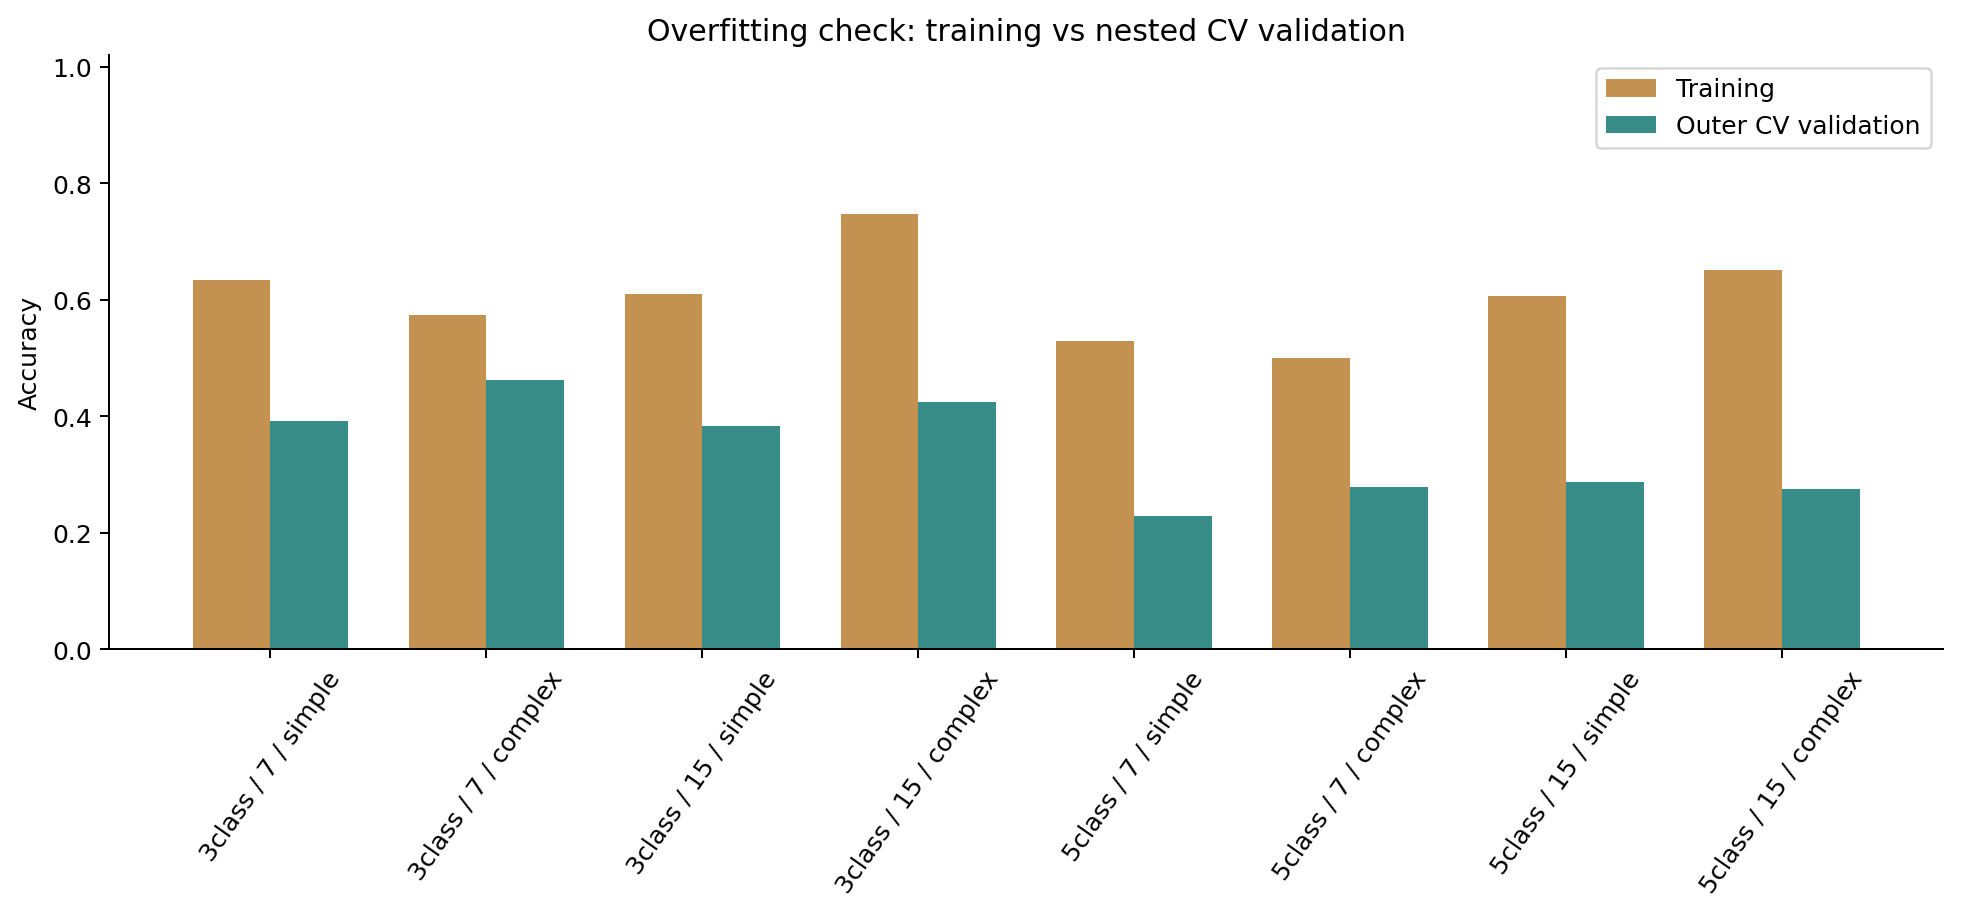 Overfitting check: training vs nested CV validation
Training
Outer CV validation
Accuracy
1.0
0.8
0.6
0.4
0.2
0.0
3class / 7 / simple
3class / 7 / complex
3class / 15 / simple
3class / 15 / complex
5class / 7 / simple
5class / 7 / complex
5class / 15 / simple
5class / 15 / complex